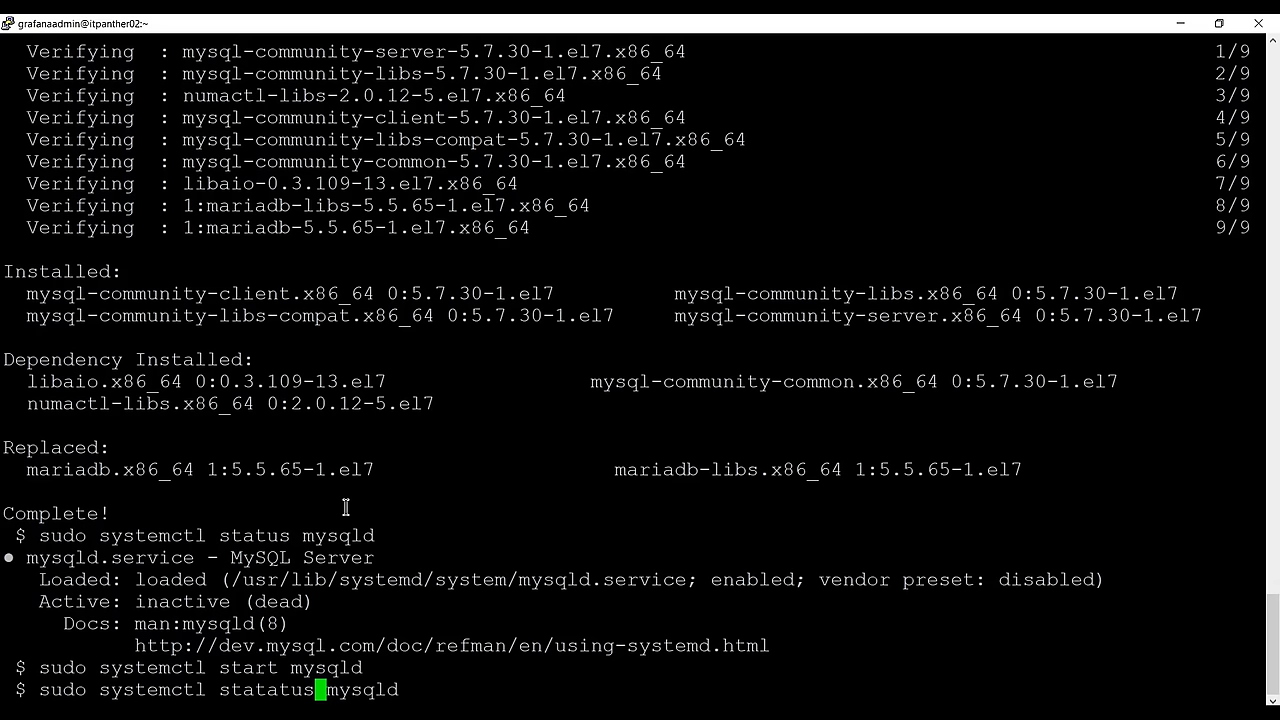 grafanaadmin@itpanther02:~
Verifying : mysql-community-server-5.7.30-1.el7.x86_64 1/9
Verifying : mysql-community-libs-5.7.30-1.el7.x86_64 2/9
Verifying : numactl-libs-2.0.12-5.el7.x86_64 3/9
Verifying : mysql-community-client-5.7.30-1.el7.x86_64 4/9
Verifying : mysql-community-libs-compat-5.7.30-1.el7.x86_64 5/9
Verifying : mysql-community-common-5.7.30-1.el7.x86_64 6/9
Verifying : libaio-0.3.109-13.el7.x86_64 7/9
Verifying : 1:mariadb-libs-5.5.65-1.el7.x86_64 8/9
Verifying : 1:mariadb-5.5.65-1.el7.x86_64 9/9
Installed:
mysql-community-client.x86_64 0:5.7.30-1.el7 mysql-community-libs.x86_64 0:5.7.30-1.el7
mysql-community-libs-compat.x86_64 0:5.7.30-1.el7 mysql-community-server.x86_64 0:5.7.30-1.el7
Dependency Installed:
libaio.x86_64 0:0.3.109-13.el7 mysql-community-common.x86_64 0:5.7.30-1.el7
numactl-libs.x86_64 0:2.0.12-5.el7
Replaced:
mariadb.x86_64 1:5.5.65-1.el7 mariadb-libs.x86_64 1:5.5.65-1.el7
Complete!
$ sudo systemctl status mysqld
● mysqld.service - MySQL Server
Loaded: loaded (/usr/lib/systemd/system/mysqld.service; enabled; vendor preset: disabled)
Active: inactive (dead)
Docs: man:mysqld(8)
http://dev.mysql.com/doc/refman/en/using-systemd.html
$ sudo systemctl start mysqld
$ sudo systemctl statatus mysqld